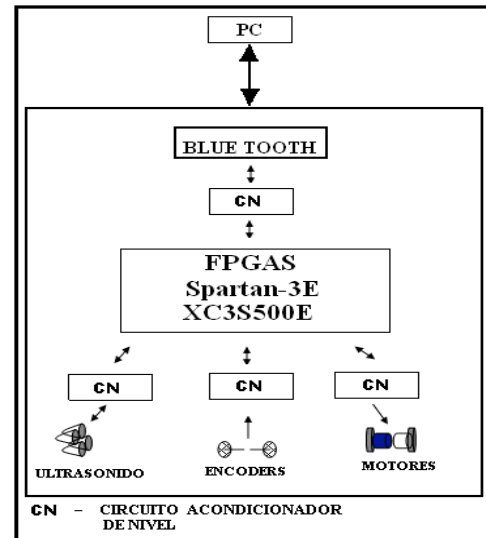 PC
BLUE TOOTH
CN
FPGAS
Spartan-3E
XC3S500E
CN
CN
CN
ULTRASONIDO
ENCODERS
MOTORES
CN – CIRCUITO ACONDICIONADOR
DE NIVEL